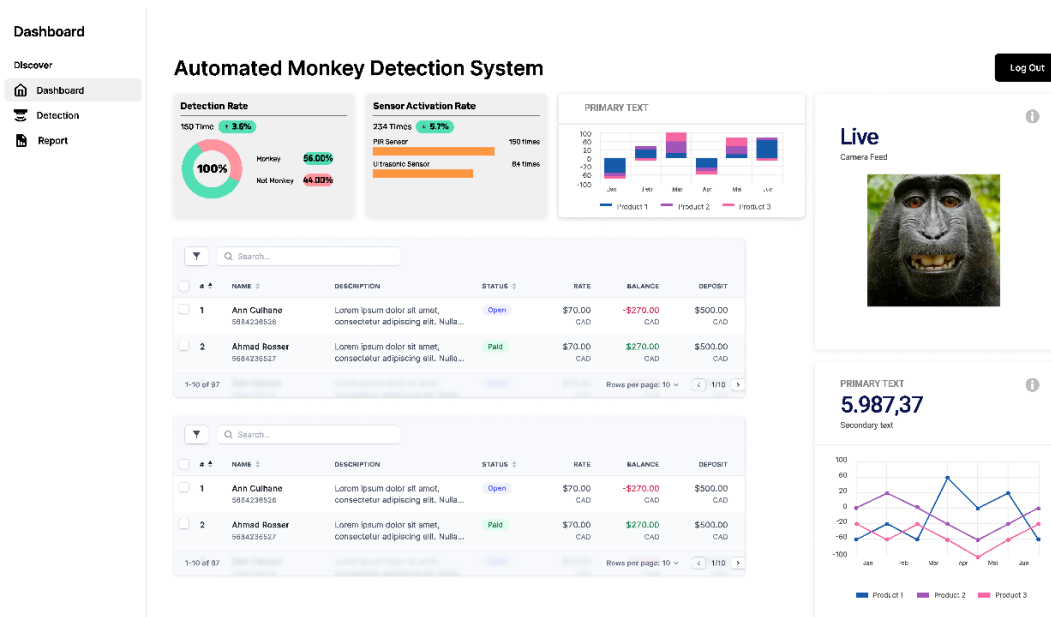 Dashboard
Discover
Dashboard
Detection
Report
Automated Monkey Detection System
Log Out
Detection Rate
150 Time + 3.6%
100%
Monkey 56.00%
Not Monkey 44.00%
Sensor Activation Rate
234 Times + 5.7%
PIR Sensor 150 times
Ultrasonic Sensor 84 times
PRIMARY TEXT
100
60
20
0
-20
-60
-100
Jan Feb Mar Apr Mei Jun
Product 1 Product 2 Product 3
Live
Camera Feed
Search...
# NAME DESCRIPTION STATUS RATE BALANCE DEPOSIT
1 Ann Culhane Lorem ipsum dolor sit amet, Open $70.00 -$270.00 $500.00
5684236526 consectetur adipiscing elit. Nulla... CAD CAD CAD
2 Ahmad Rosser Lorem ipsum dolor sit amet, Paid $70.00 $270.00 $500.00
5684236527 consectetur adipiscing elit. Nulla... CAD CAD CAD
1-10 of 97 Rows per page: 10 1/10
Search...
# NAME DESCRIPTION STATUS RATE BALANCE DEPOSIT
1 Ann Culhane Lorem ipsum dolor sit amet, Open $70.00 -$270.00 $500.00
5684236526 consectetur adipiscing elit. Nulla... CAD CAD CAD
2 Ahmad Rosser Lorem ipsum dolor sit amet, Paid $70.00 $270.00 $500.00
5684236527 consectetur adipiscing elit. Nulla... CAD CAD CAD
1-10 of 97 Rows per page: 10 1/10
PRIMARY TEXT
5.987,37
Secondary text
100
60
20
0
-20
-60
-100
Jan Feb Mar Apr Mei Jun
Product 1 Product 2 Product 3